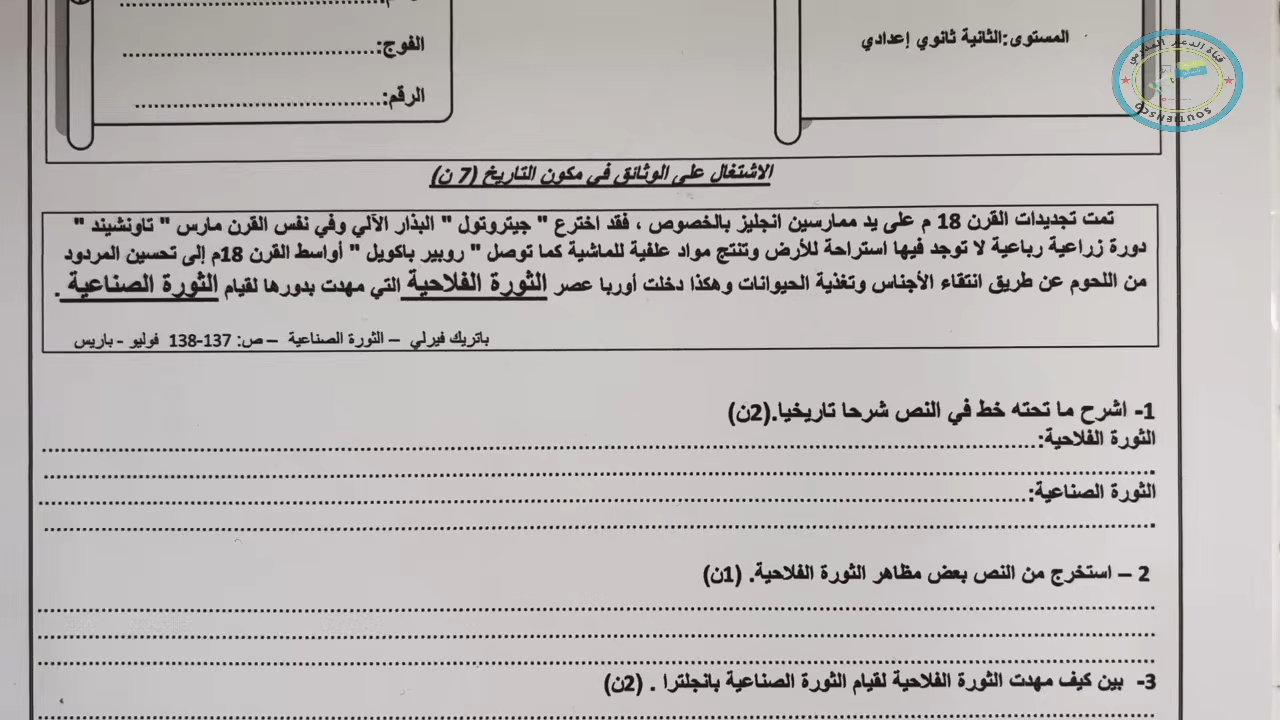 المستوى:الثانية ثانوي إعدادي
الفوج:......................................
الرقم:......................................
قناة الدعم المدرسي
SOUTIENSCO
الاشتغال على الوثائق في مكون التاريخ (7 ن)
تمت تجديدات القرن 18 م على يد ممارسين انجليز بالخصوص ، فقد اخترع " جيتروتول " البذار الآلي وفي نفس القرن مارس " تاونشيند "
دورة زراعية رباعية لا توجد فيها استراحة للأرض وتنتج مواد علفية للماشية كما توصل " روبير باكويل " أواسط القرن 18م إلى تحسين المردود
من اللحوم عن طريق انتقاء الأجناس وتغذية الحيوانات وهكذا دخلت أوربا عصر الثورة الفلاحية التي مهدت بدورها لقيام الثورة الصناعية .
باتريك فيرلي – الثورة الصناعية – ص: 137-138 فوليو - باريس
1- اشرح ما تحته خط في النص شرحا تاريخيا.(2ن)
الثورة الفلاحية:......................................
الثورة الصناعية:......................................
2 – استخرج من النص بعض مظاهر الثورة الفلاحية. (1ن)
3- بين كيف مهدت الثورة الفلاحية لقيام الثورة الصناعية بانجلترا . (2ن)